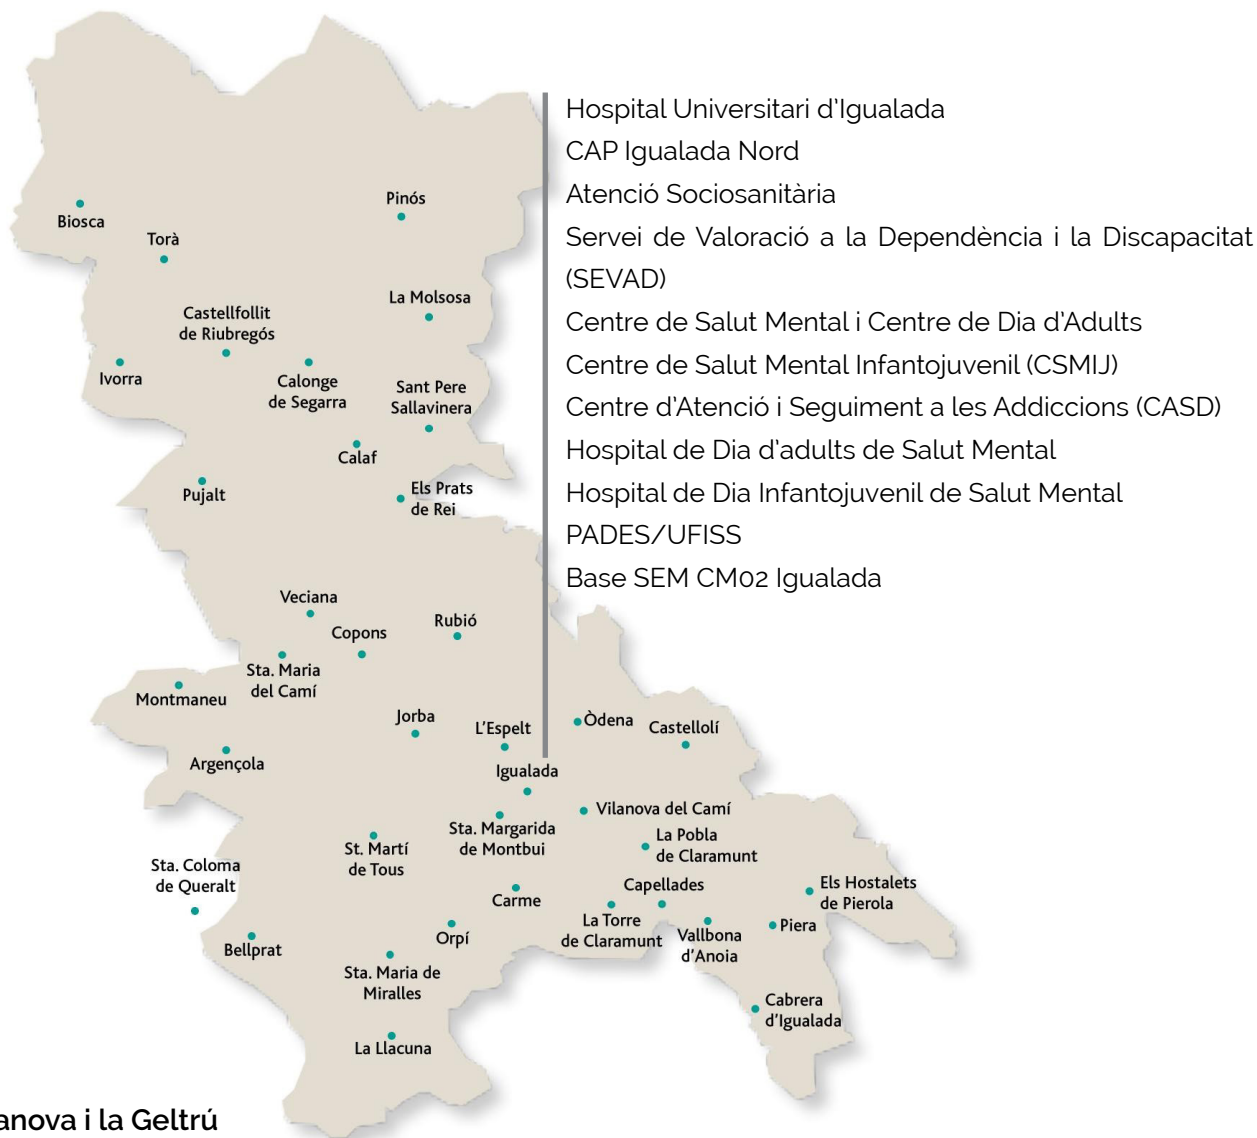 Hospital Universitari d'Igualada
CAP Igualada Nord
Atenció Sociosanitària
Servei de Valoració a la Dependència i la Discapacitat
(SEVAD)
Centre de Salut Mental i Centre de Dia d'Adults
Centre de Salut Mental Infantojuvenil (CSMIJ)
Centre d'Atenció i Seguiment a les Addiccions (CASD)
Hospital de Dia d'adults de Salut Mental
Hospital de Dia Infantojuvenil de Salut Mental
PADES/UFISS
Base SEM CM02 Igualada
Biosca
Pinós
Torà
La Molsosa
Castellfollit
de Riubregós
Ivorra
Calonge
de Segarra
Sant Pere
Sallavinera
Calaf
Pujalt
Els Prats
de Rei
Veciana
Copons
Rubió
Sta. Maria
del Camí
Montmaneu
Jorba
L'Espelt
Òdena
Castellolí
Argençola
Igualada
Vilanova del Camí
Sta. Margarida
de Montbui
St. Martí
de Tous
La Pobla
de Claramunt
Sta. Coloma
de Queralt
Carme
Capellades
Els Hostalets
de Pierola
La Torre
de Claramunt
Vallbona
d'Anoia
Piera
Bellprat
Orpí
Sta. Maria de
Miralles
Cabrera
d'Igualada
La Llacuna
anova i la Geltrú